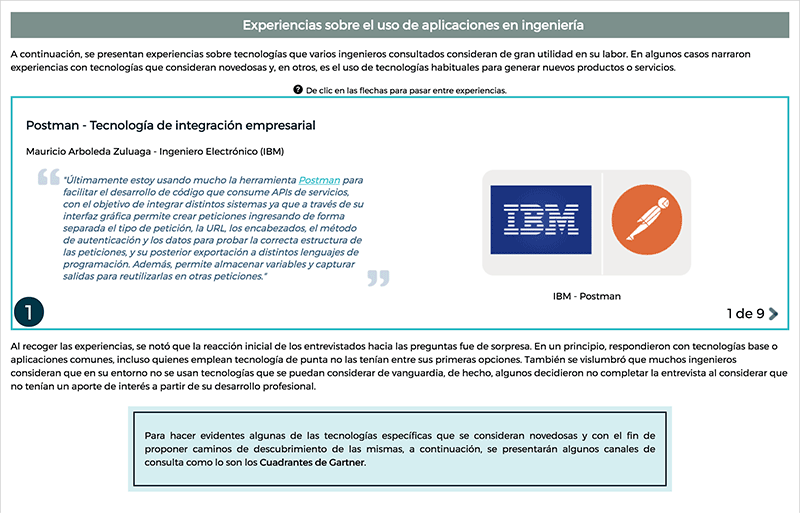 Experiencias sobre el uso de aplicaciones en ingeniería
A continuación, se presentan experiencias sobre tecnologías que varios ingenieros consultados consideran de gran utilidad en su labor. En algunos casos narraron
experiencias con tecnologías que consideran novedosas y, en otros, es el uso de tecnologías habituales para generar nuevos productos o servicios.
? De clic en las flechas para pasar entre experiencias.
Postman - Tecnología de integración empresarial
Mauricio Arboleda Zuluaga - Ingeniero Electrónico (IBM)
"Últimamente estoy usando mucho la herramienta Postman para
facilitar el desarrollo de código que consume APIs de servicios,
con el objetivo de integrar distintos sistemas ya que a través de su
interfaz gráfica permite crear peticiones ingresando de forma
separada el tipo de petición, la URL, los encabezados, el método
de autenticación y los datos para probar la correcta estructura de
las peticiones, y su posterior exportación a distintos lenguajes de
programación. Además, permite almacenar variables y capturar
salidas para reutilizarlas en otras peticiones."
IBM
IBM - Postman
1
1 de 9
Al recoger las experiencias, se notó que la reacción inicial de los entrevistados hacia las preguntas fue de sorpresa. En un principio, respondieron con tecnologías base o
aplicaciones comunes, incluso quienes emplean tecnología de punta no las tenían entre sus primeras opciones. También se vislumbró que muchos ingenieros
consideran que en su entorno no se usan tecnologías que se puedan considerar de vanguardia, de hecho, algunos decidieron no completar la entrevista al considerar que
no tenían un aporte de interés a partir de su desarrollo profesional.
Para hacer evidentes algunas de las tecnologías específicas que se consideran novedosas y con el fin de
proponer caminos de descubrimiento de las mismas, a continuación, se presentarán algunos canales de
consulta como lo son los Cuadrantes de Gartner.